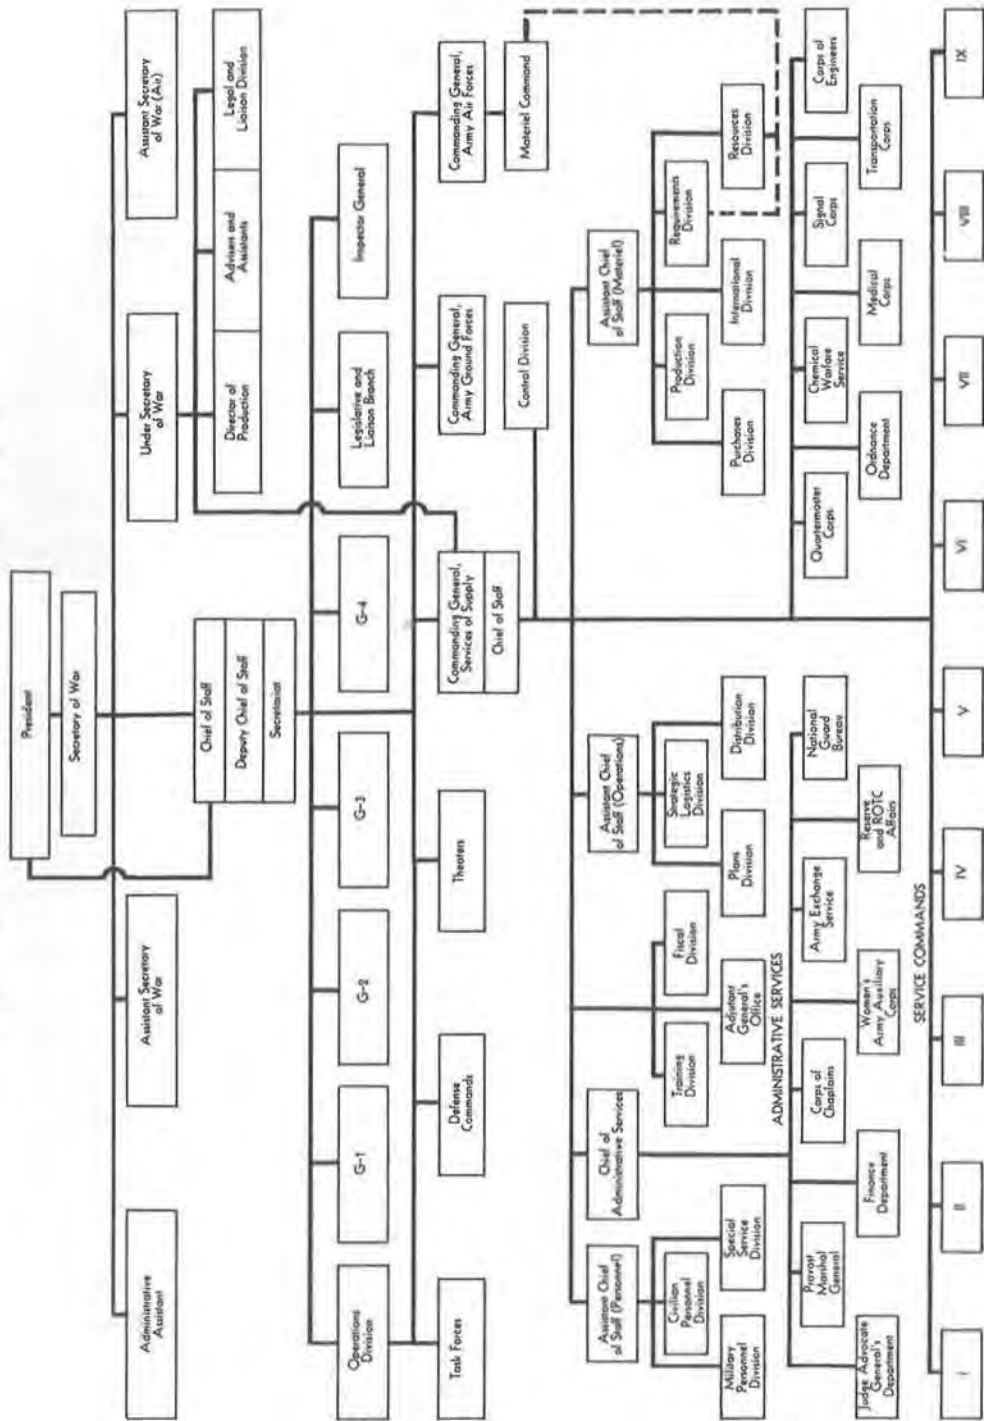 President
Secretary of War
Administrative
Assistant
Assistant Secretary
of War
Under Secretary
of War
Assistant Secretary
of War (Air)
Chief of Staff
Deputy Chief of Staff
Secretariat
Director of
Production
Advisers and
Assistants
Legal and
Liaison Division
Operations
Division
G-1
G-2
G-3
G-4
Legislative and
Liaison Branch
Inspector General
Task Forces
Defense
Commands
Theaters
Commanding General,
Services of Supply
Chief of Staff
Commanding General,
Army Ground Forces
Commanding General,
Army Air Forces
Control Division
Materiel Command
Assistant Chief
of Staff (Personnel)
Chief of
Administrative Services
Assistant Chief
of Staff (Operations)
Assistant Chief
of Staff (Materiel)
Civilian
Personnel
Division
Training
Division
Fiscal
Division
Strategic
Logistics
Division
Production
Division
Requirements
Division
Military
Personnel
Division
Special
Service
Division
Adjutant
General's
Office
Plans
Division
Distribution
Division
Purchases
Division
International
Division
Resources
Division
ADMINISTRATIVE SERVICES
Provost
Marshal
General
Corps of
Chaplains
Army Exchange
Service
National
Guard
Bureau
Quartermaster
Corps
Chemical
Warfare
Service
Signal
Corps
Corps of
Engineers
Judge Advocate
General's
Department
Finance
Department
Women's
Army Auxiliary
Corps
Reserve
and ROTC
Affairs
Ordnance
Department
Medical
Corps
Transportation
Corps
SERVICE COMMANDS
I
II
III
IV
V
VI
VII
VIII
IX